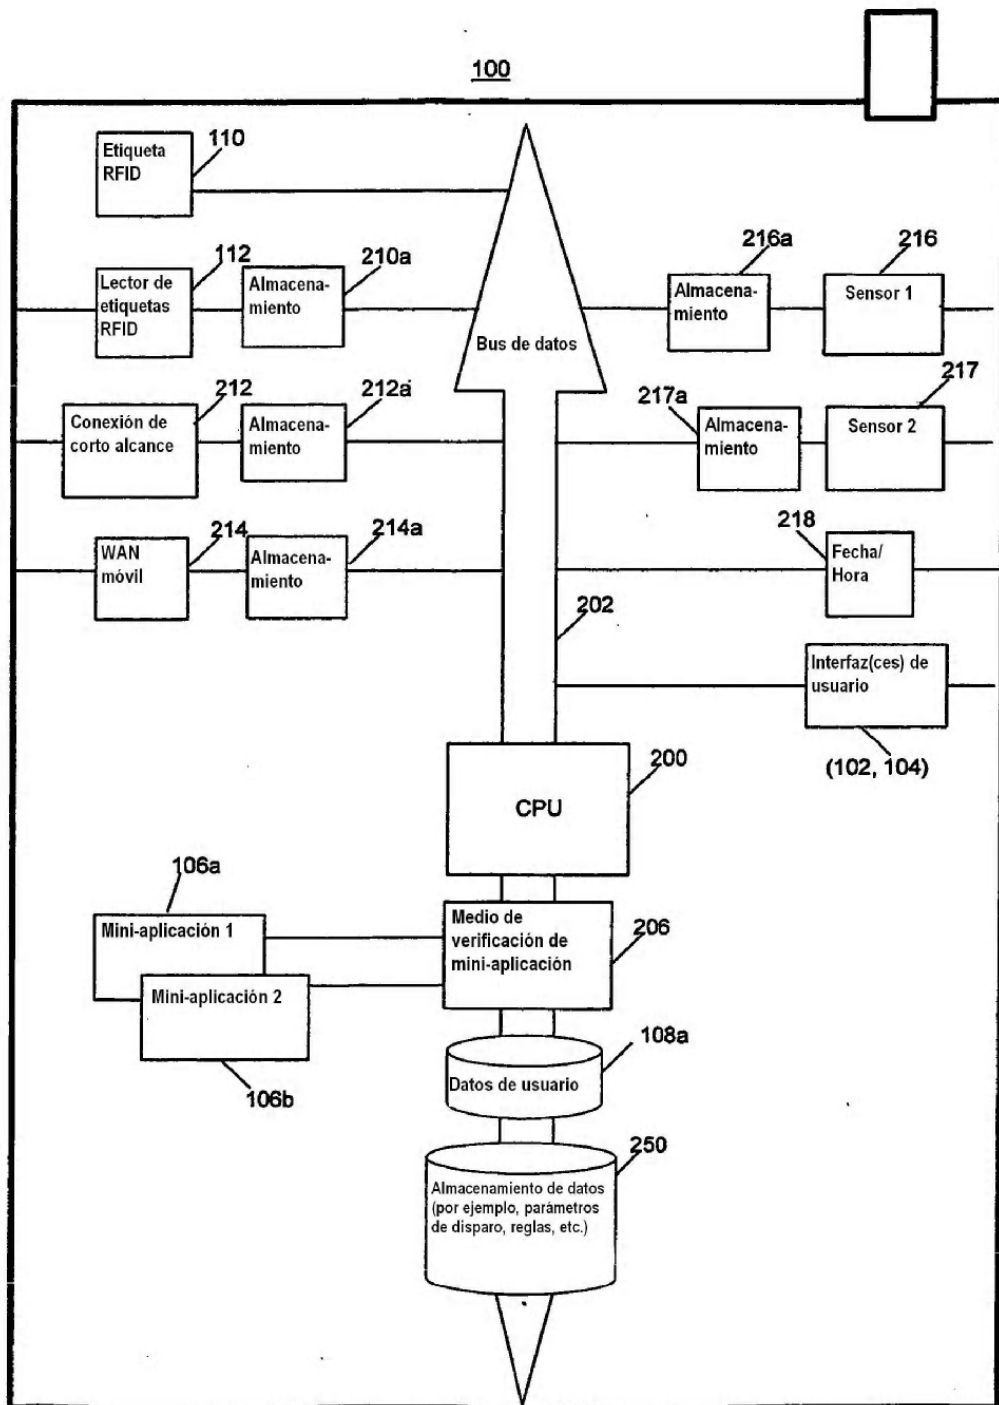 100
Etiqueta
RFID
110
Lector de
etiquetas
RFID
112
Almacena-
miento
210a
216a
Almacena-
miento
216
Sensor 1
Bus de datos
Conexión de
corto alcance
212
Almacena-
miento
212a
217a
Almacena-
miento
217
Sensor 2
WAN
móvil
214
Almacena-
miento
214a
218
Fecha/
Hora
202
Interfaz(ces) de
usuario
(102, 104)
200
CPU
106a
Mini-aplicación 1
Mini-aplicación 2
106b
Medio de
verificación de
mini-aplicación
206
108a
Datos de usuario
250
Almacenamiento de datos
(por ejemplo, parámetros
de disparo, reglas, etc.)